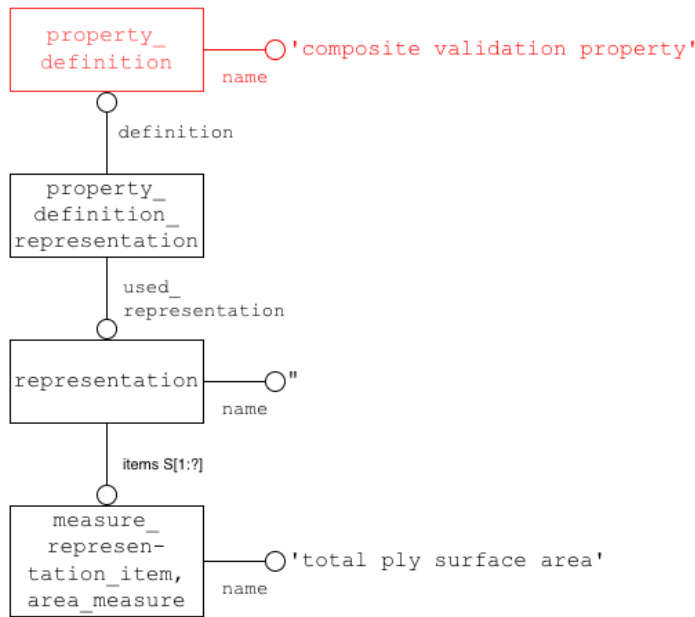 property_
definition
'composite validation property'
name
definition
property_
definition_
representation
used_
representation
representation
"
name
items S[1:?]
measure_
represen-
tation_item,
area_measure
'total ply surface area'
name